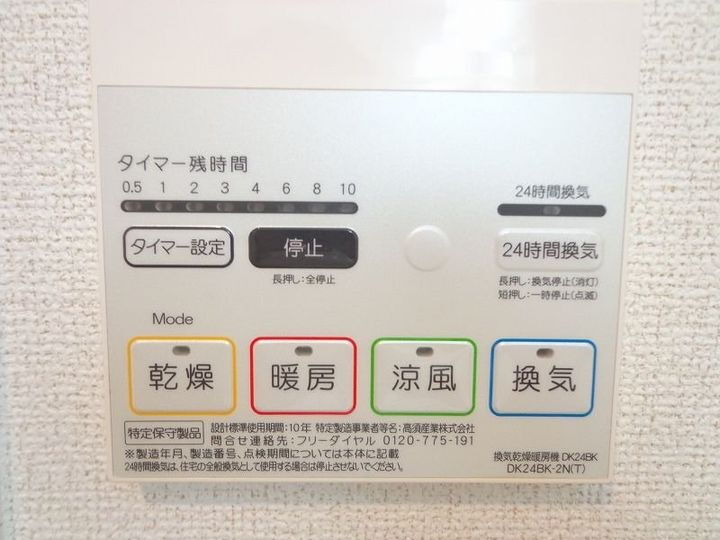 タイマー残時間
0.5 1 2 3 4 6 8 10
24時間換気
タイマー設定
停止
24時間換気
長押し:全停止
長押し:換気停止(消灯)
短押し:一時停止(点滅)
Mode
乾燥
暖房
涼風
換気
特定保守製品
設計標準使用期間:10年 特定製造事業者等名:高須産業株式会社
問合せ連絡先:フリーダイヤル 0120-775-191
※製造年月、製造番号、点検期間については本体に記載
24時間換気は、住宅の全般換気として使用する場合は停止させないでください。
換気乾燥暖房機 DK24BK
DK24BK-2N(T)